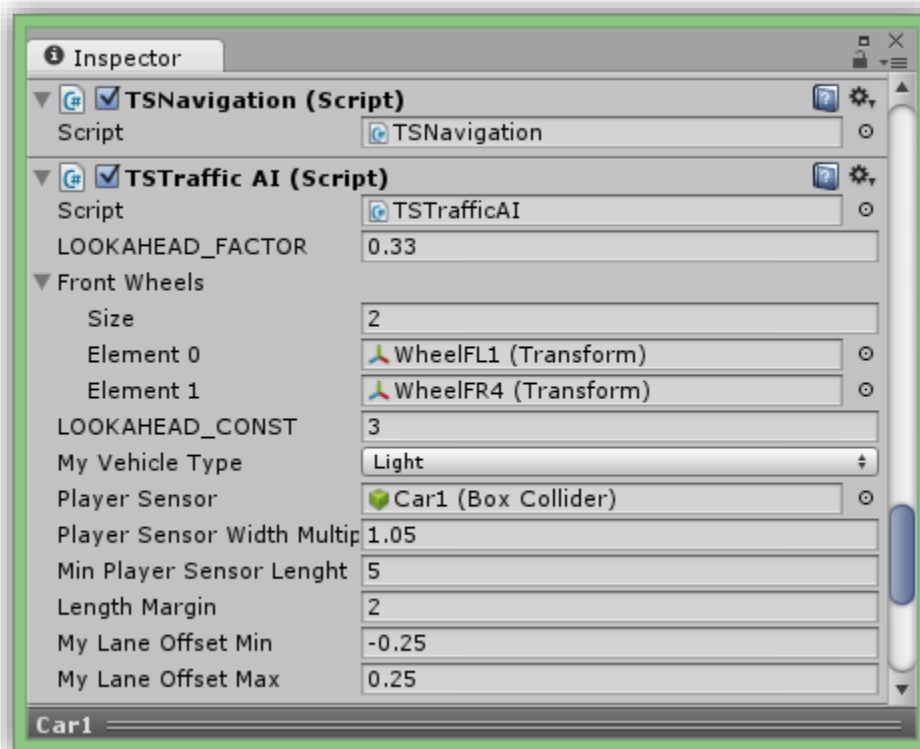 Inspector
TSNavigation (Script)
Script TSNavigation
TSTraffic AI (Script)
Script TSTrafficAI
LOOKAHEAD_FACTOR 0.33
Front Wheels
Size 2
Element 0 WheelFL1 (Transform)
Element 1 WheelFR4 (Transform)
LOOKAHEAD_CONST 3
My Vehicle Type Light
Player Sensor Car1 (Box Collider)
Player Sensor Width Multip 1.05
Min Player Sensor Lenght 5
Length Margin 2
My Lane Offset Min -0.25
My Lane Offset Max 0.25
Car1